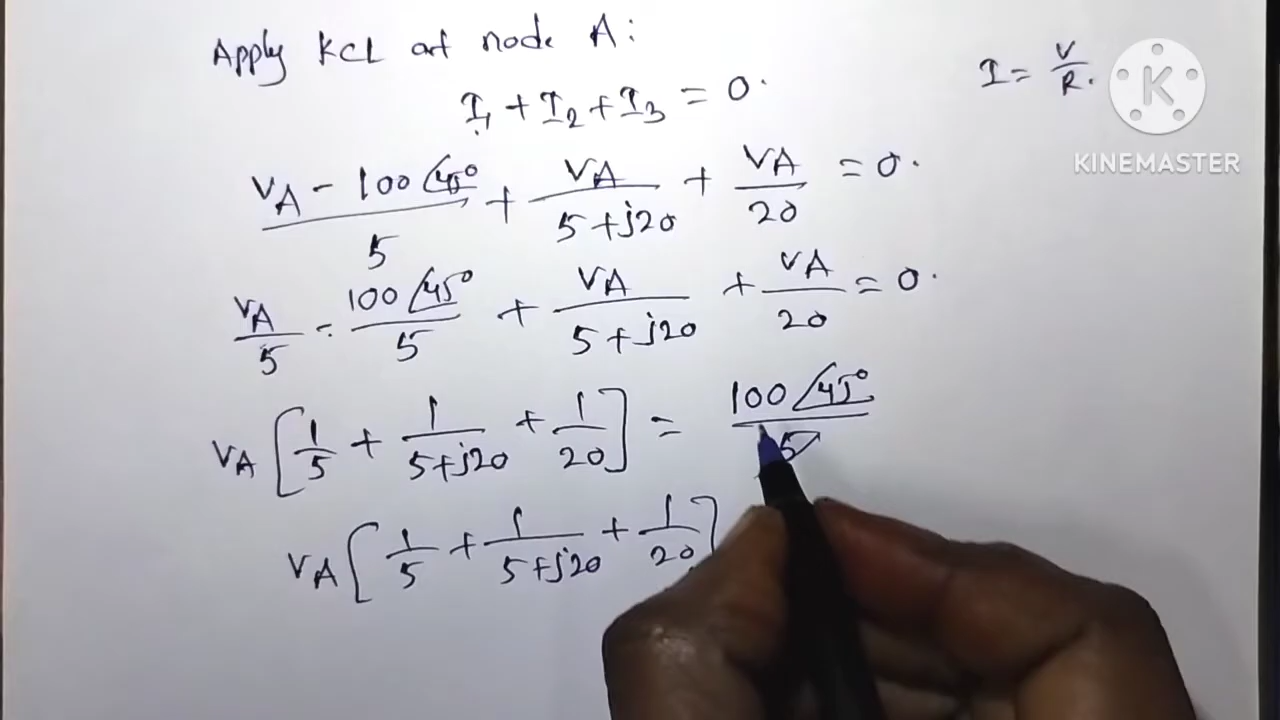 Apply KCL at node A:
I = V/R.
K
KINEMASTER
I₁ + I₂ + I₃ = 0.
(VA - 100∠45°)/5 + VA/(5+j20) + VA/20 = 0.
VA/5 - 100∠45°/5 + VA/(5+j20) + VA/20 = 0.
VA[1/5 + 1/(5+j20) + 1/20] = 100∠45°/5
VA[1/5 + 1/(5+j20) + 1/20]